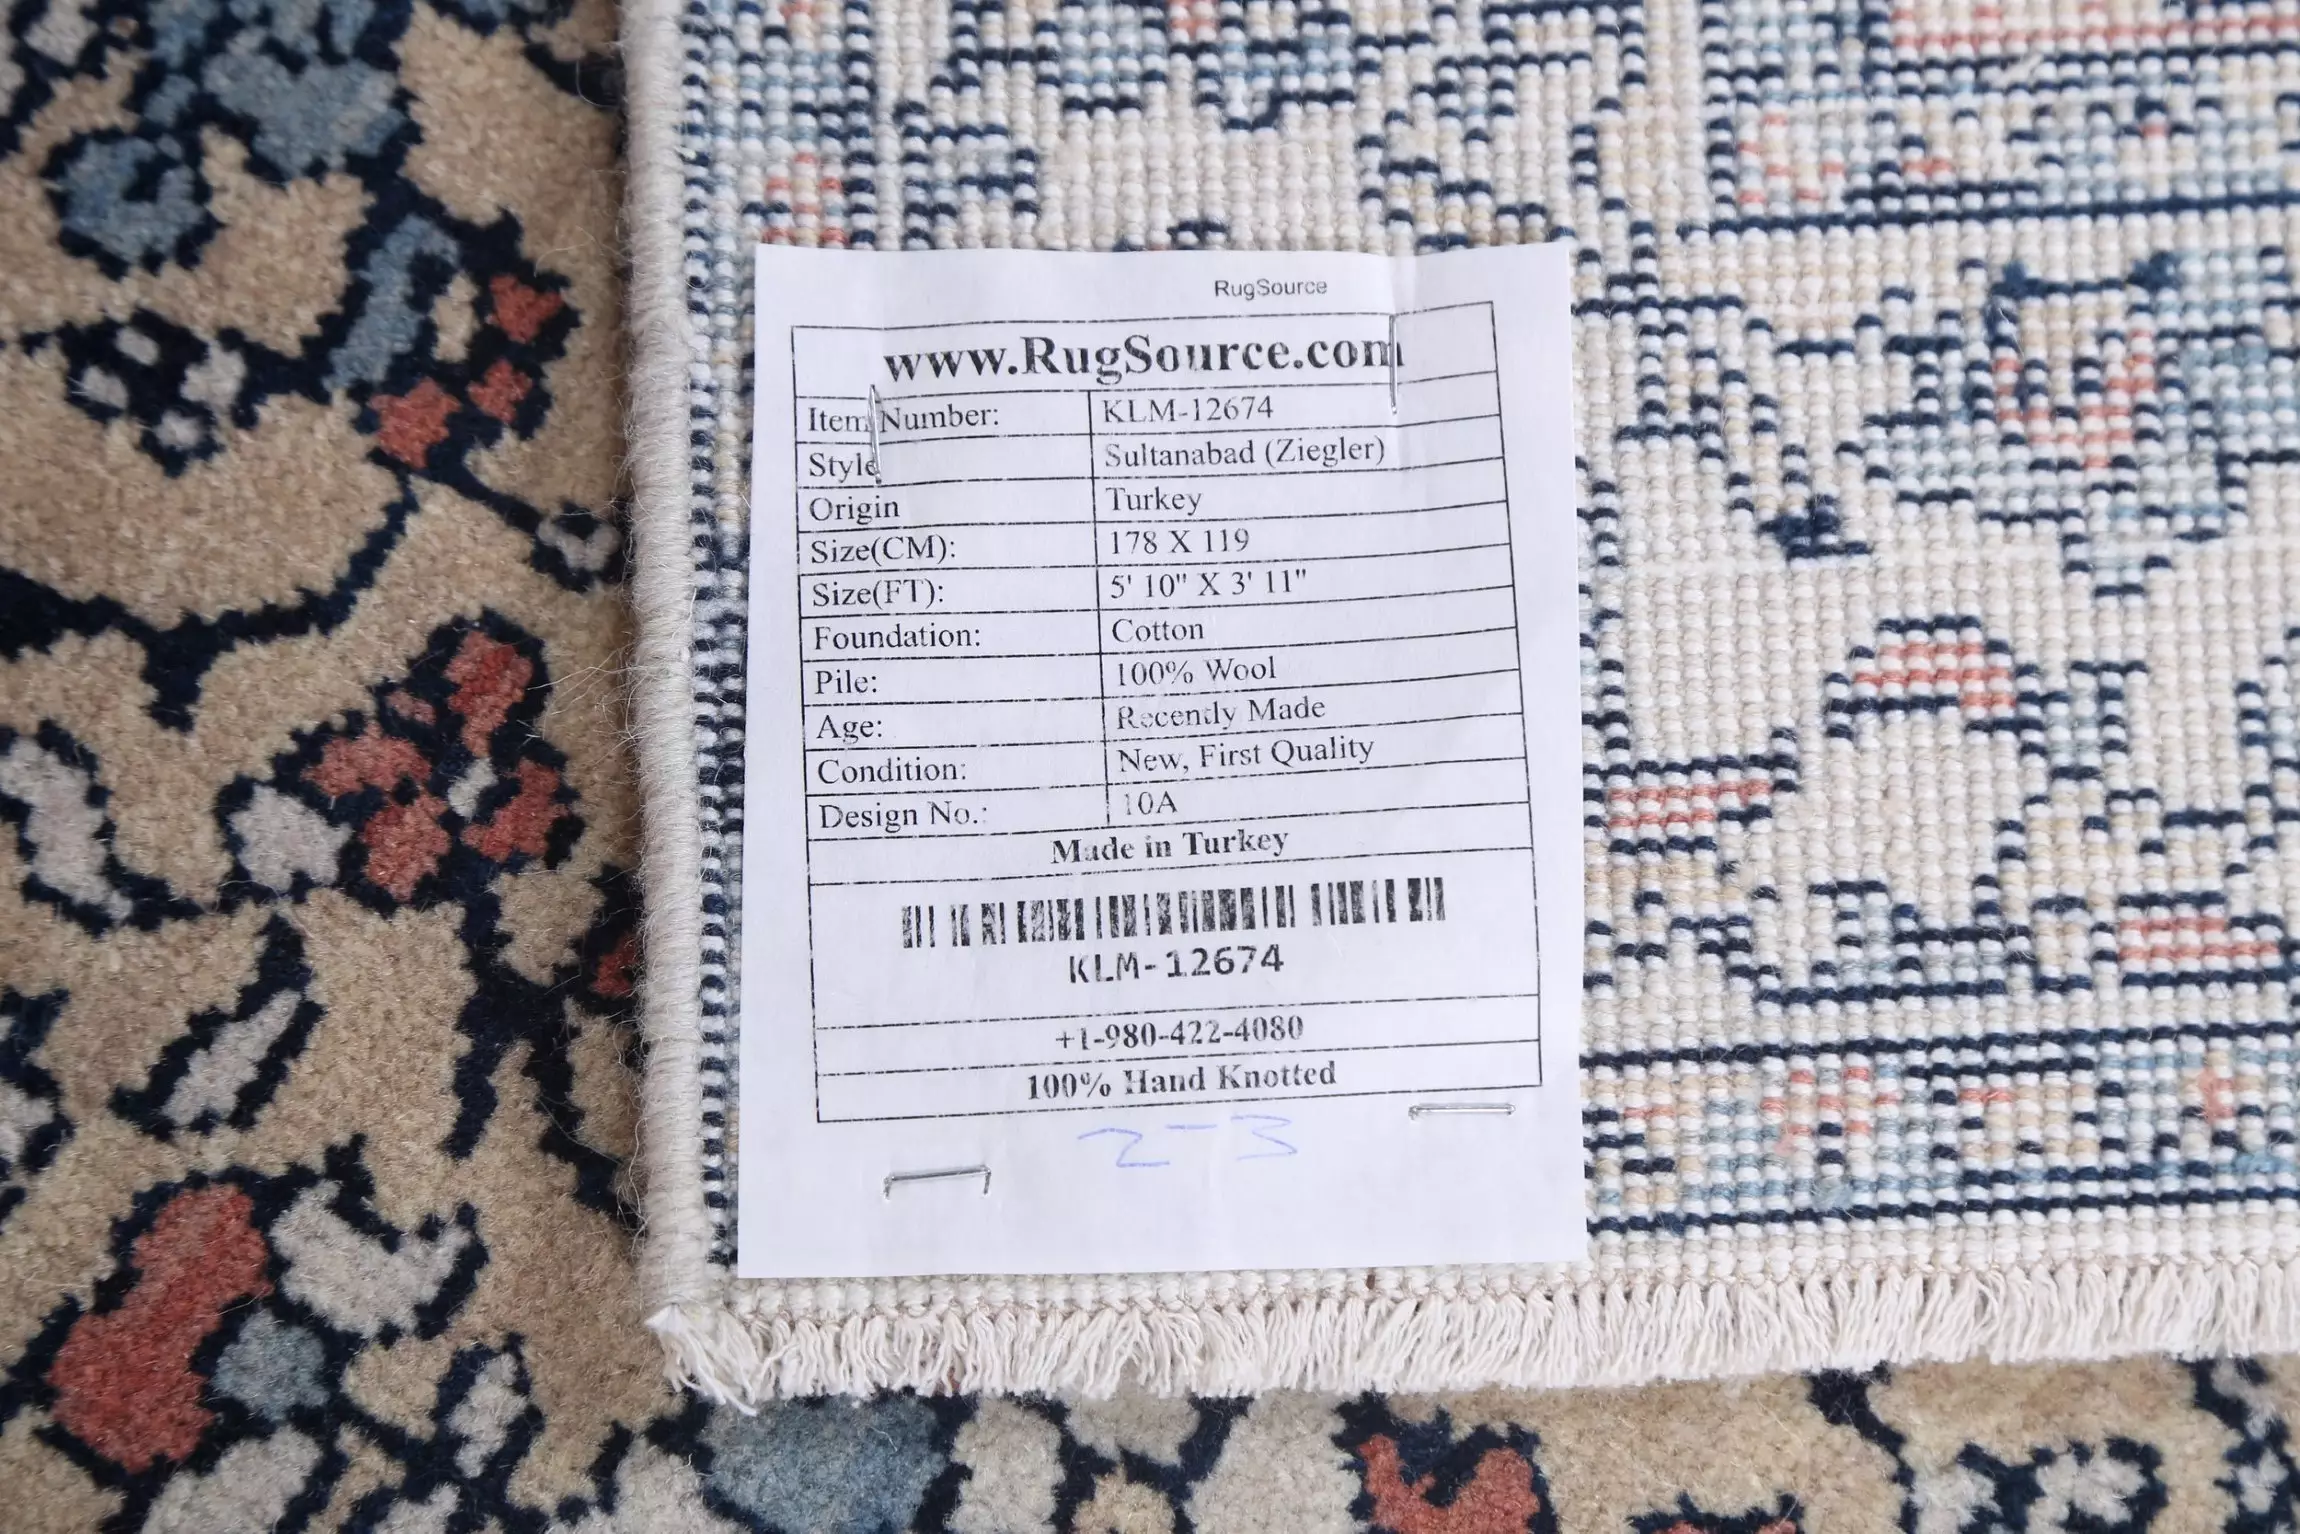 RugSource
www.RugSource.com
Item Number: KLM-12674
Style Sultanabad (Ziegler)
Origin Turkey
Size(CM): 178 X 119
Size(FT): 5' 10" X 3' 11"
Foundation: Cotton
Pile: 100% Wool
Age: Recently Made
Condition: New, First Quality
Design No.: 10A
Made in Turkey
KLM-12674
+1-980-422-4080
100% Hand Knotted
2-3